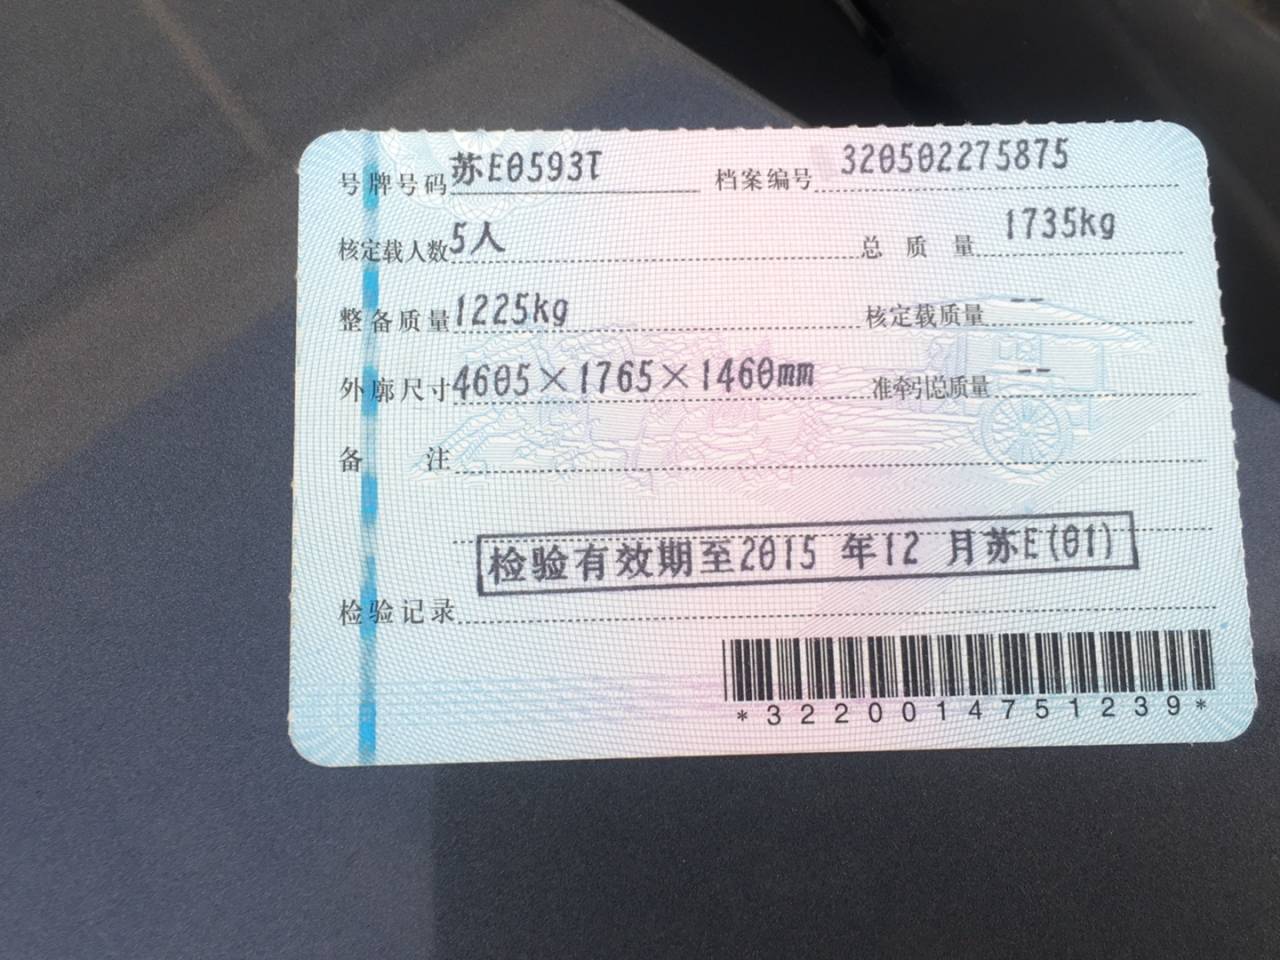 号牌号码 苏E0593T 档案编号 320502275875
核定载人数 5人 总质量 1735kg
整备质量 1225kg 核定载质量 --
外廓尺寸 4605×1765×1460mm 准牵引总质量 --
备注
检验有效期至2015 年12 月苏E(01)
检验记录
*3220014751239*